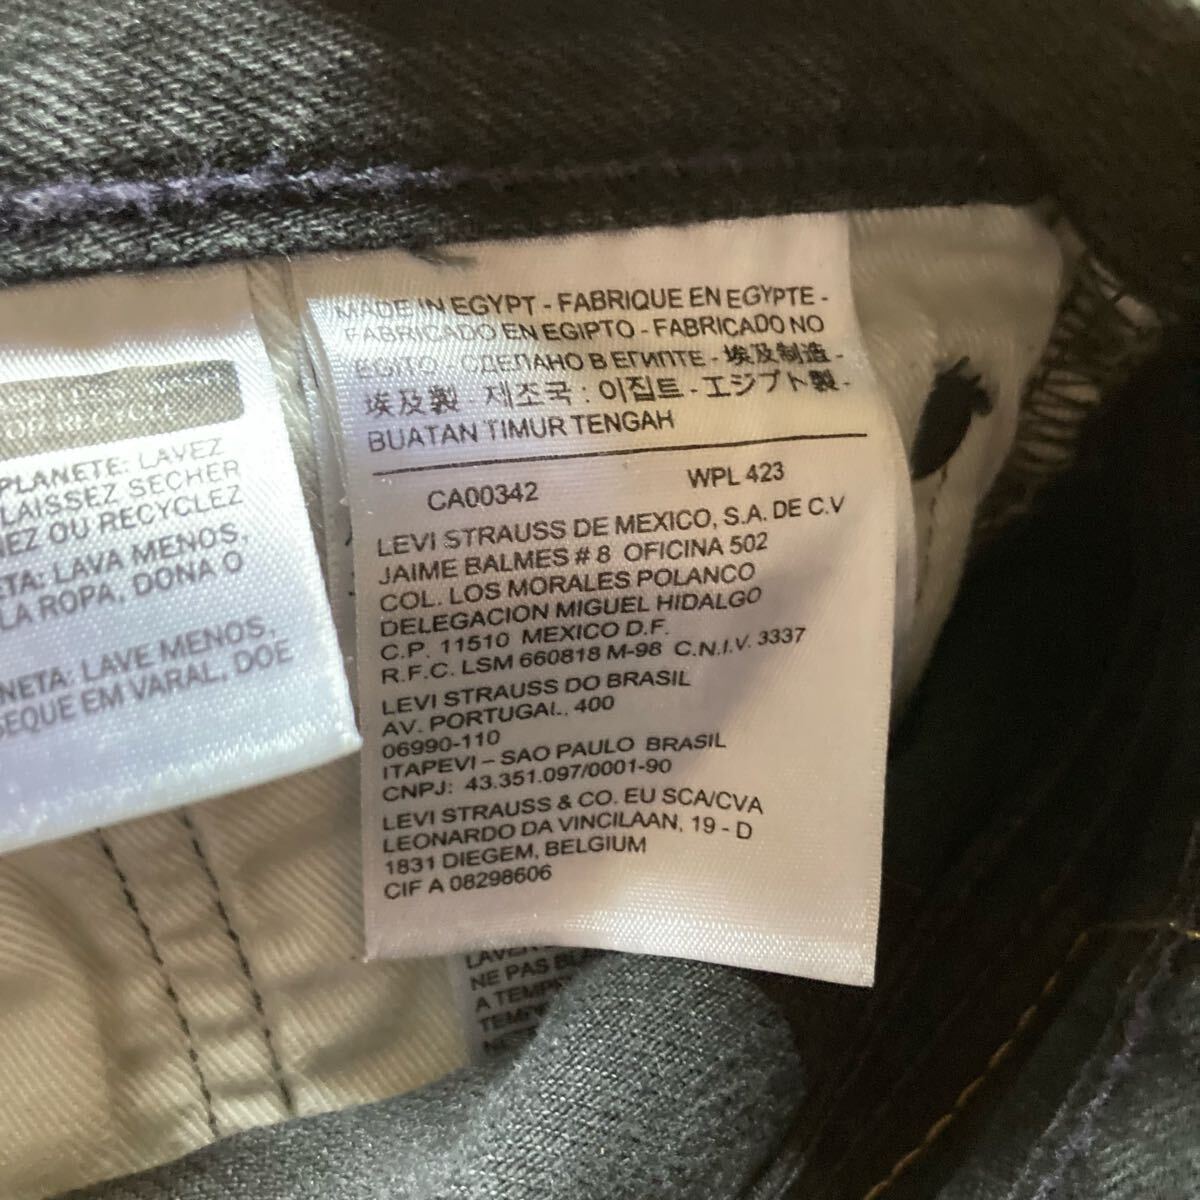 MADE IN EGYPT - FABRIQUE EN EGYPTE -
FABRICADO EN EGIPTO - FABRICADO NO
EGITO - СДЕЛАНО В ЕГИПТЕ - 埃及制造 -
埃及製 - 제조국 : 이집트 - エジプト製 -
BUATAN TIMUR TENGAH
CA00342 WPL 423
LEVI STRAUSS DE MEXICO, S.A. DE C.V
JAIME BALMES # 8 OFICINA 502
COL. LOS MORALES POLANCO
DELEGACION MIGUEL HIDALGO
C.P. 11510 MEXICO D.F.
R.F.C. LSM 660818 M-98 C.N.I.V. 3337
LEVI STRAUSS DO BRASIL
AV. PORTUGAL, 400
06990-110
ITAPEVI – SAO PAULO BRASIL
CNPJ: 43.351.097/0001-90
LEVI STRAUSS & CO. EU SCA/CVA
LEONARDO DA VINCILAAN, 19 - D
1831 DIEGEM, BELGIUM
CIF A 08298606
PLANETE: LAVEZ
LAISSEZ SECHER
NEZ OU RECYCLEZ
ETA: LAVA MENOS,
LA ROPA, DONA O
NETA: LAVE MENOS,
SEQUE EM VARAL, DOE
NE PAS
A